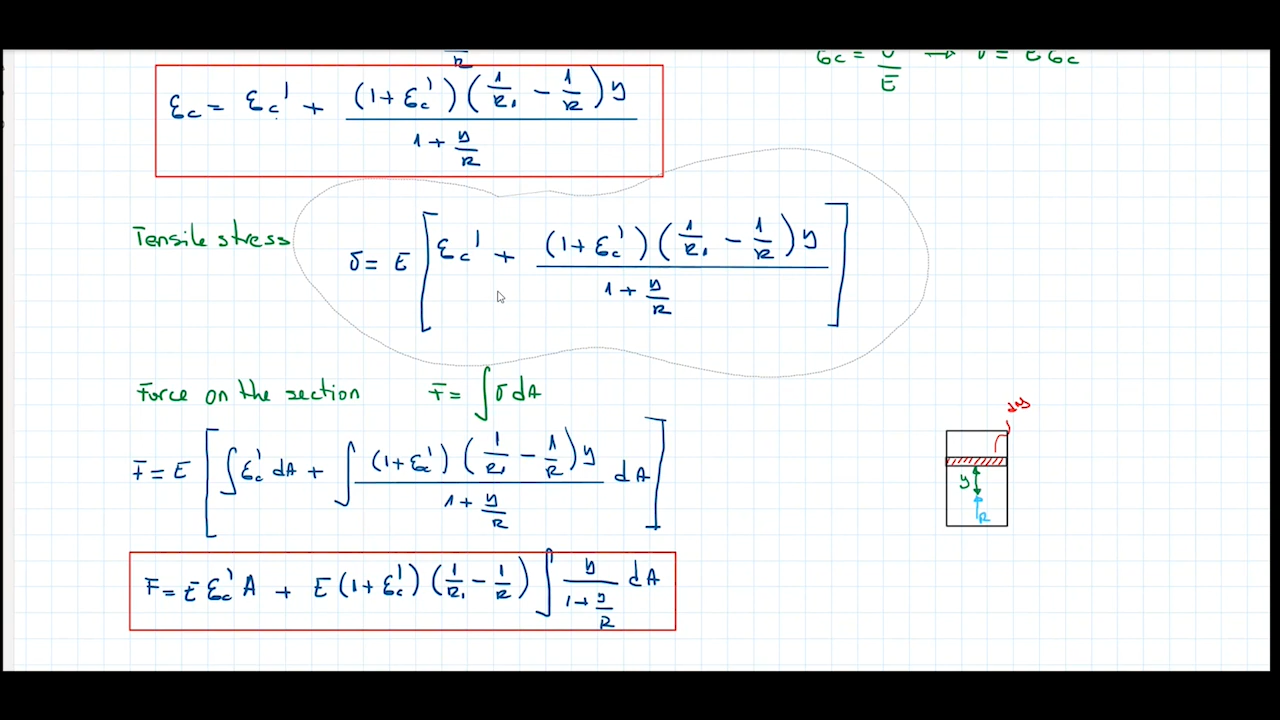 εc = σ/E → σ = E εc
εc = εc' + (1+εc')(1/R₁ − 1/R)y / (1 + y/R)
Tensile stress
σ = E [εc' + (1+εc')(1/R₁ − 1/R)y / (1 + y/R)]
Force on the section F = ∫σ dA
F = E [∫εc' dA + ∫ (1+εc')(1/R₁ − 1/R)y / (1 + y/R) dA]
dy
y
R
F = E εc' A + E (1+εc')(1/R₁ − 1/R) ∫ y / (1 + y/R) dA